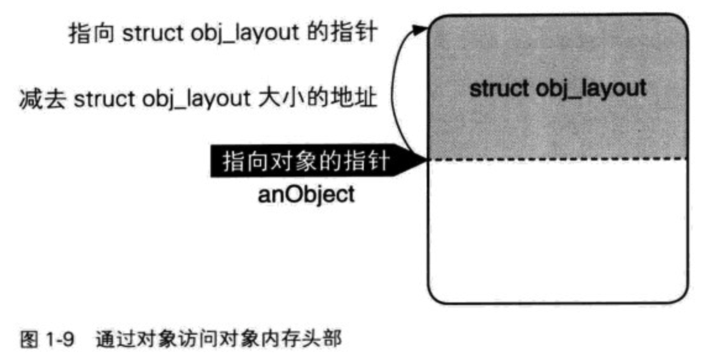 指向 struct obj_layout 的指针
struct obj_layout
减去 struct obj_layout 大小的地址
指向对象的指针
anObject
图 1-9 通过对象访问对象内存头部